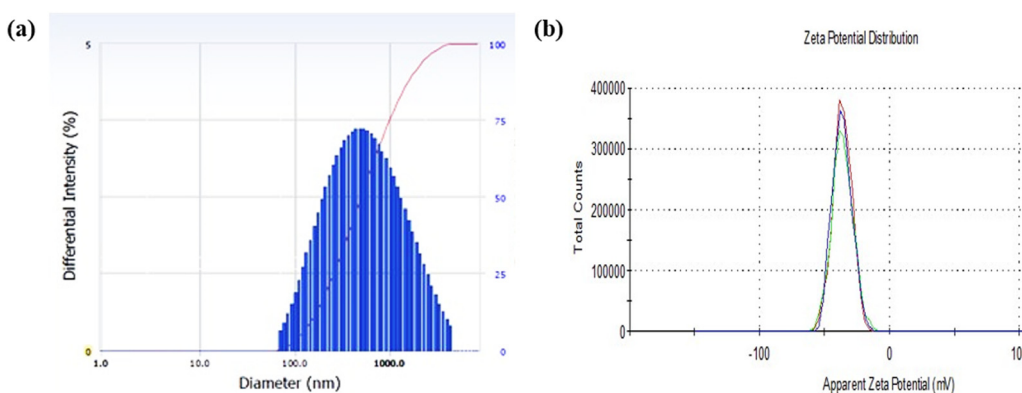 (a)
5
100
75
50
25
0
0
Differential Intensity (%)
1.0
10.0
100.0
1000.0
Diameter (nm)
(b)
Zeta Potential Distribution
400000
300000
200000
100000
0
Total Counts
-100
0
10
Apparent Zeta Potential (mV)